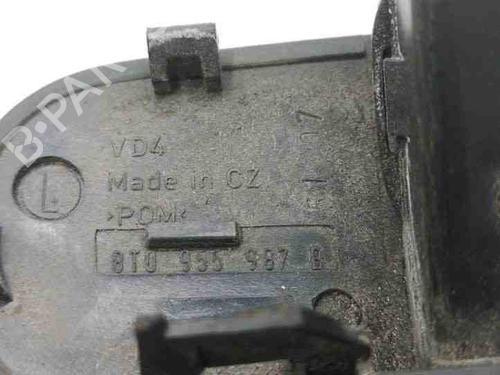 B-PARTS
VD4
Made in CZ
L
>POM<
8T0 955 987 B